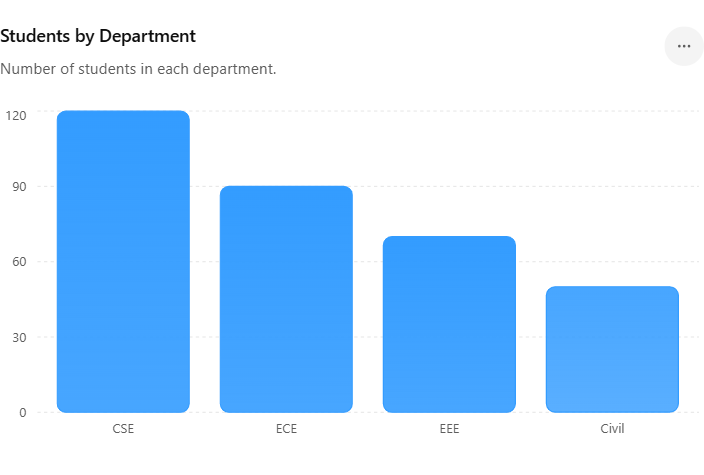 Students by Department
...
Number of students in each department.
120
90
60
30
0
CSE ECE EEE Civil